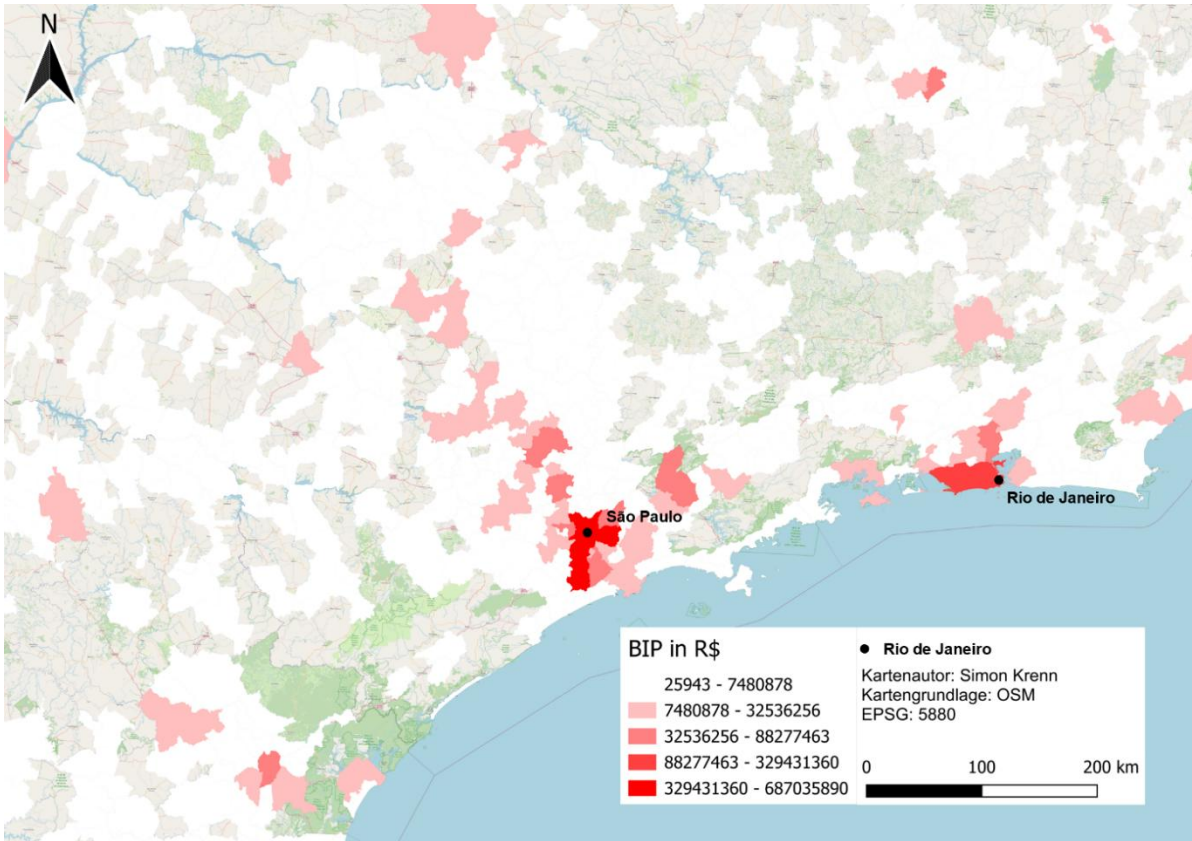 N
São Paulo
Rio de Janeiro
BIP in R$
25943 - 7480878
7480878 - 32536256
32536256 - 88277463
88277463 - 329431360
329431360 - 687035890
Rio de Janeiro
Kartenautor: Simon Krenn
Kartengrundlage: OSM
EPSG: 5880
0 100 200 km